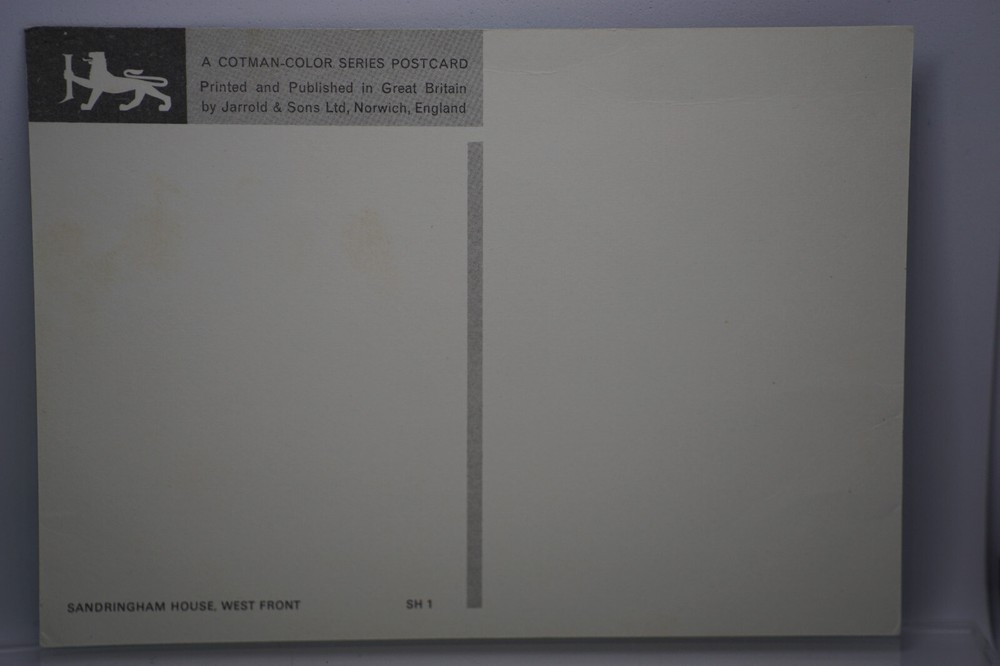 A COTMAN-COLOR SERIES POSTCARD
Printed and Published in Great Britain
by Jarrold & Sons Ltd, Norwich, England
SANDRINGHAM HOUSE, WEST FRONT
SH 1